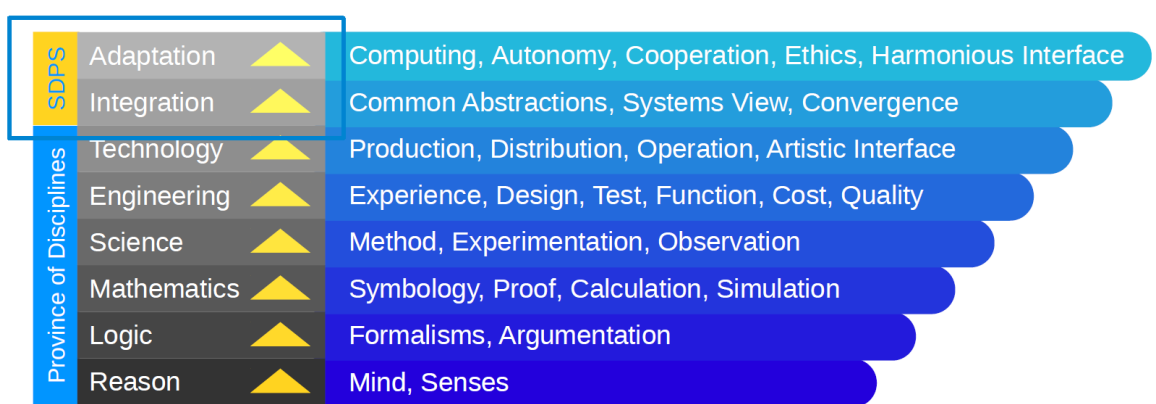 SDPS
Adaptation
Computing, Autonomy, Cooperation, Ethics, Harmonious Interface
Integration
Common Abstractions, Systems View, Convergence
Province of Disciplines
Technology
Production, Distribution, Operation, Artistic Interface
Engineering
Experience, Design, Test, Function, Cost, Quality
Science
Method, Experimentation, Observation
Mathematics
Symbology, Proof, Calculation, Simulation
Logic
Formalisms, Argumentation
Reason
Mind, Senses